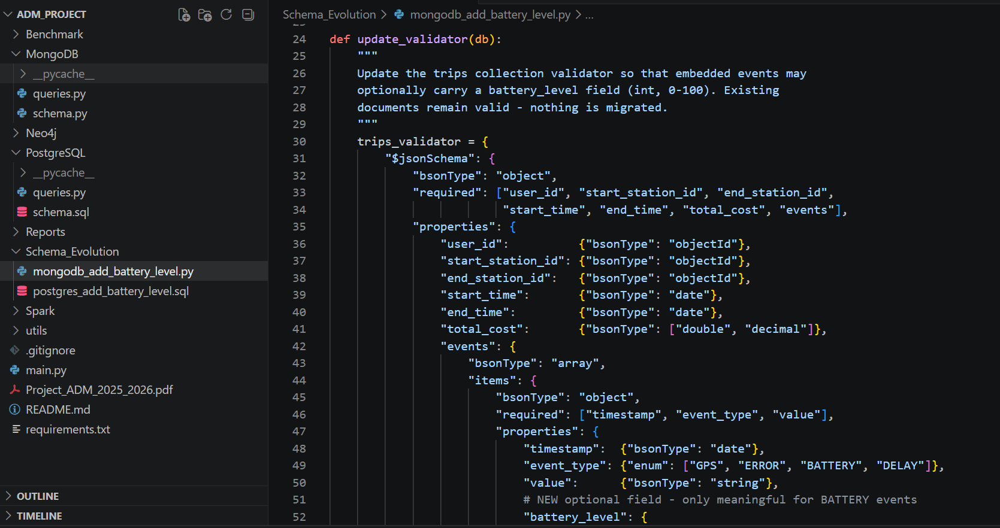 ADM_PROJECT
Benchmark
MongoDB
__pycache__
queries.py
schema.py
Neo4j
PostgreSQL
__pycache__
queries.py
schema.sql
Reports
Schema_Evolution
mongodb_add_battery_level.py
postgres_add_battery_level.sql
Spark
utils
.gitignore
main.py
Project_ADM_2025_2026.pdf
README.md
requirements.txt
OUTLINE
TIMELINE
Schema_Evolution > mongodb_add_battery_level.py > ...
24 def update_validator(db):
25 """
26 Update the trips collection validator so that embedded events may
27 optionally carry a battery_level field (int, 0-100). Existing
28 documents remain valid - nothing is migrated.
29 """
30 trips_validator = {
31 "$jsonSchema": {
32 "bsonType": "object",
33 "required": ["user_id", "start_station_id", "end_station_id",
34 "start_time", "end_time", "total_cost", "events"],
35 "properties": {
36 "user_id": {"bsonType": "objectId"},
37 "start_station_id": {"bsonType": "objectId"},
38 "end_station_id": {"bsonType": "objectId"},
39 "start_time": {"bsonType": "date"},
40 "end_time": {"bsonType": "date"},
41 "total_cost": {"bsonType": ["double", "decimal"]},
42 "events": {
43 "bsonType": "array",
44 "items": {
45 "bsonType": "object",
46 "required": ["timestamp", "event_type", "value"],
47 "properties": {
48 "timestamp": {"bsonType": "date"},
49 "event_type": {"enum": ["GPS", "ERROR", "BATTERY", "DELAY"]},
50 "value": {"bsonType": "string"},
51 # NEW optional field - only meaningful for BATTERY events
52 "battery_level": {